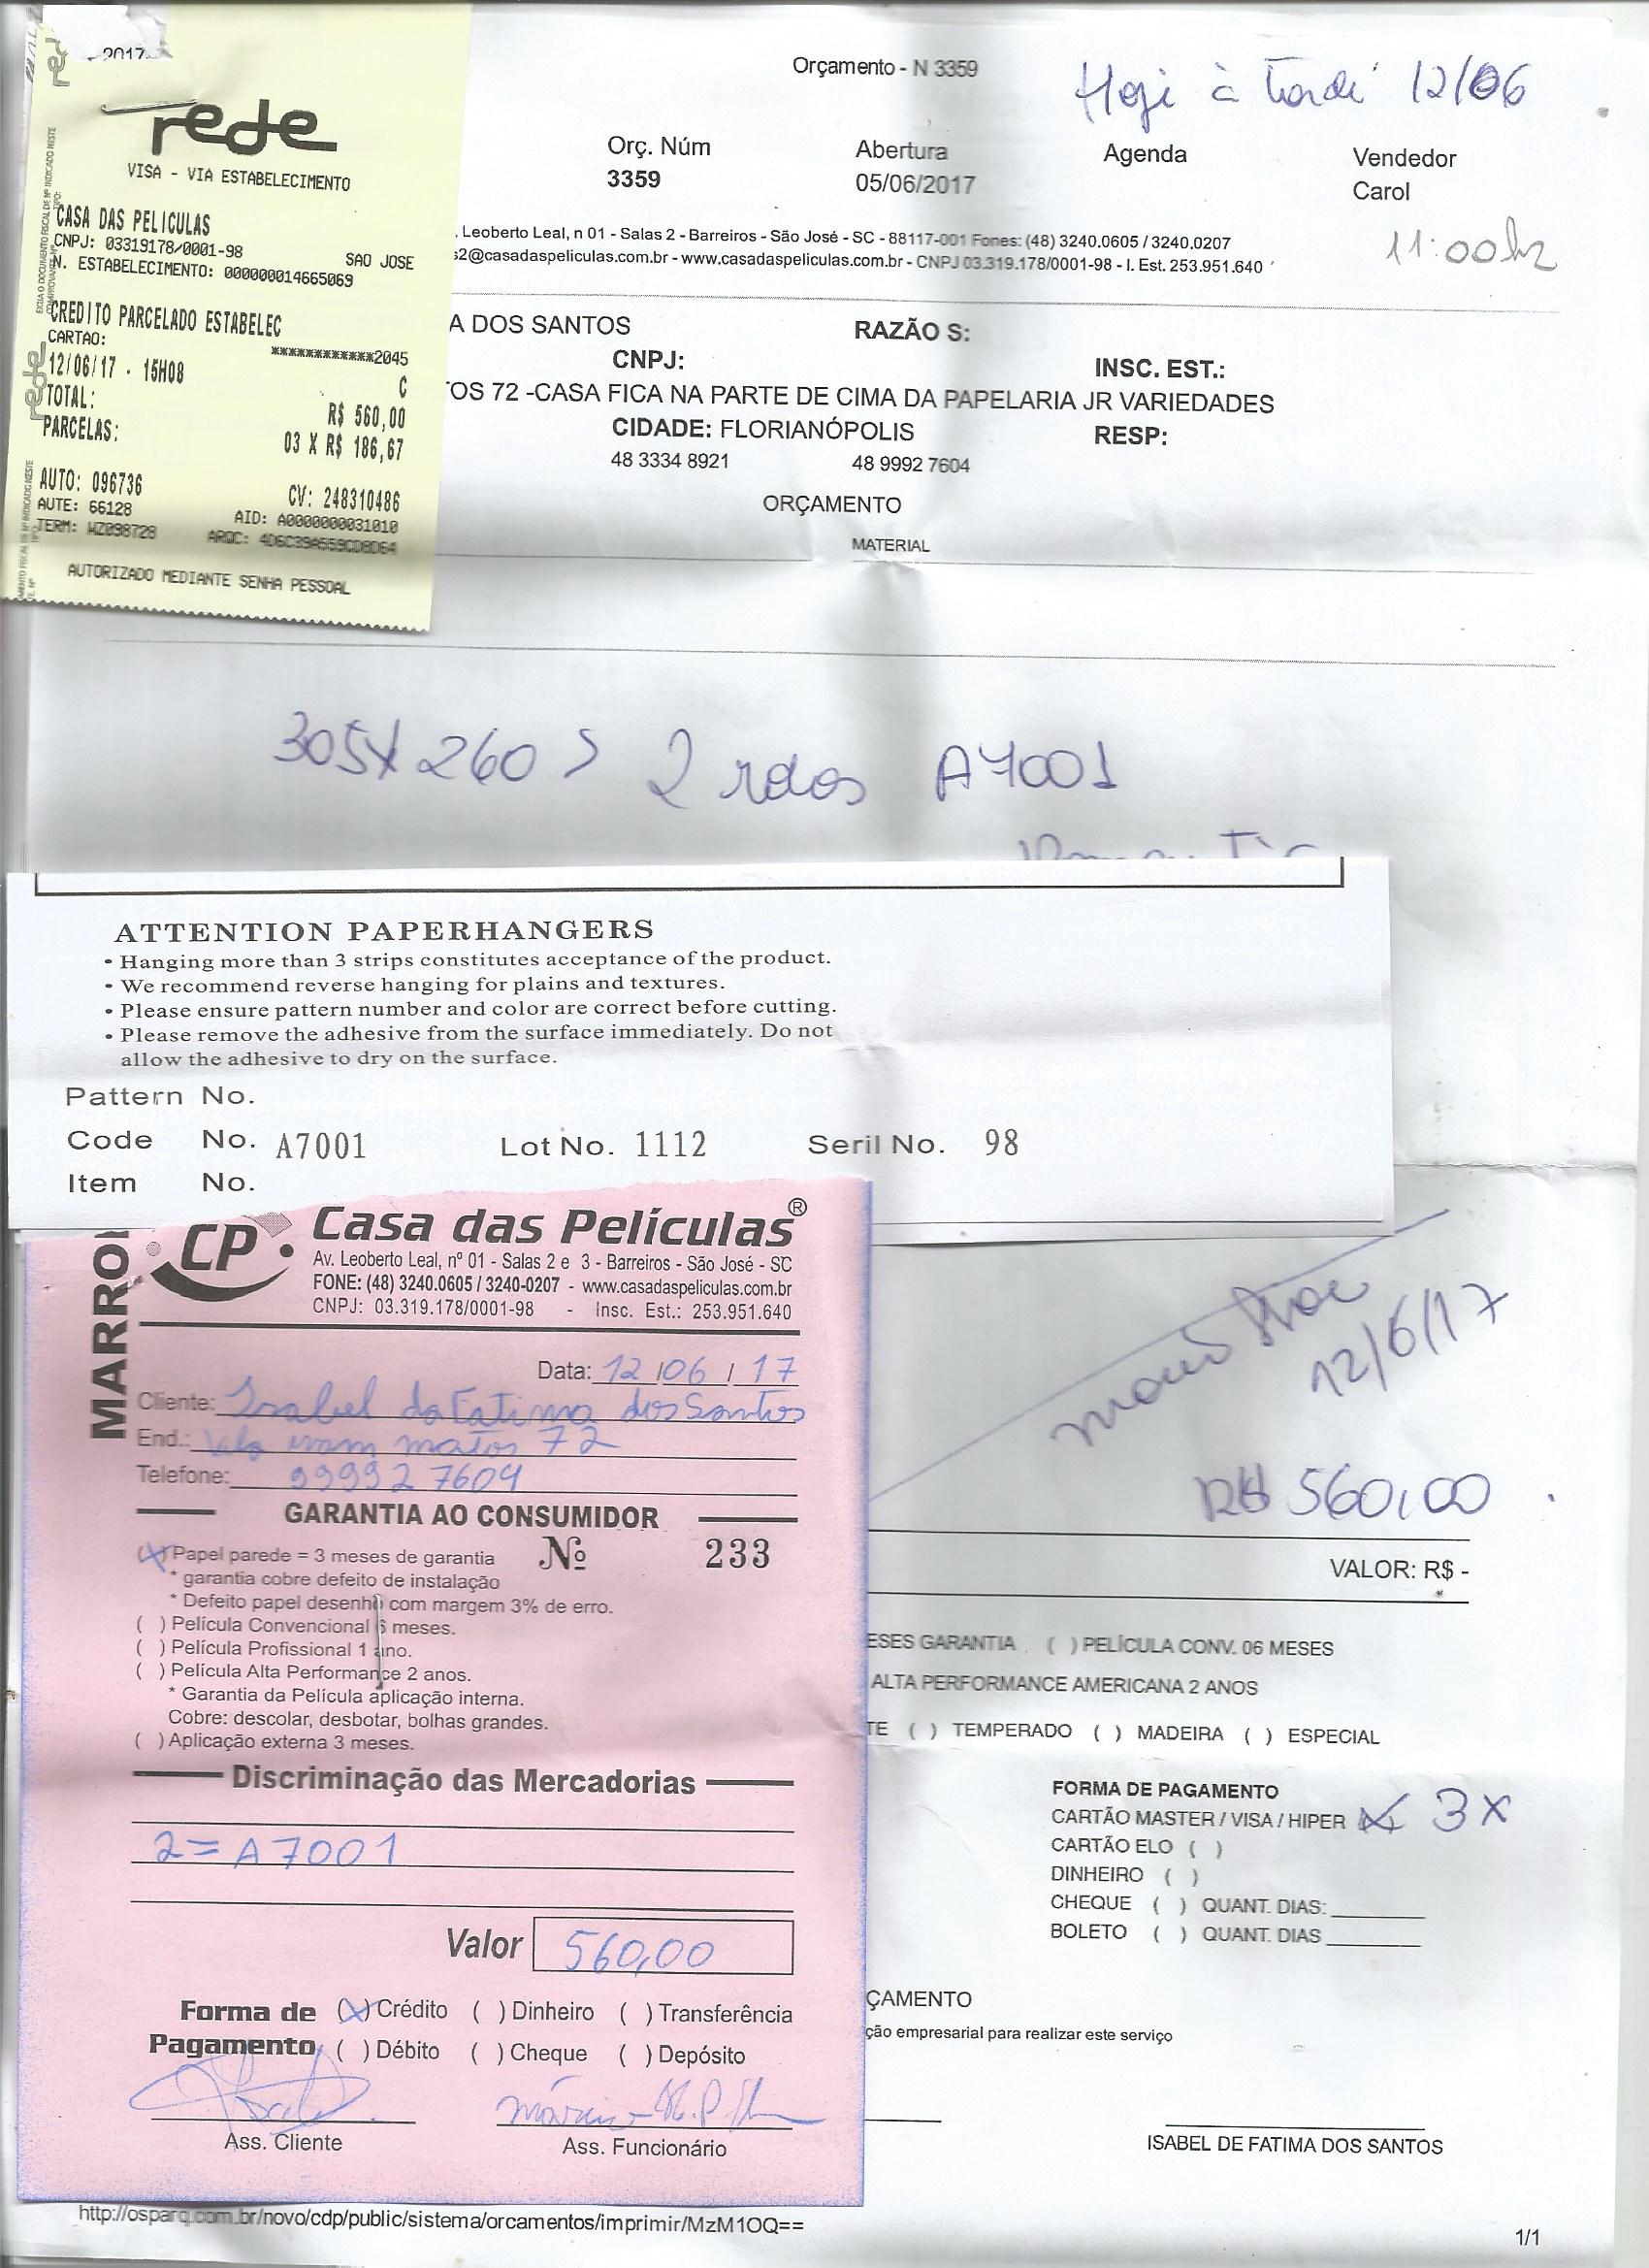 2017
rede
VISA - VIA ESTABELECIMENTO
CASA DAS PELICULAS
CNPJ: 03319178/0001-98
SAO JOSE
N. ESTABELECIMENTO: 000000014665069
CREDITO PARCELADO ESTABELEC
CARTAO:
************2045
12/06/17 - 15H08
C
TOTAL:
R$ 560,00
PARCELAS:
03 X R$ 186,67
AUTO: 096736
CV: 248310486
AUTE: 66128
AID: A0000000031010
TERM: WZ098728
ARQC: 4D6C39A559CD8D64
AUTORIZADO MEDIANTE SENHA PESSOAL
Orçamento - N 3359
Hoje à tarde 12/06
Orç. Núm
Abertura
Agenda
Vendedor
3359
05/06/2017
Carol
11:00hs
. Leoberto Leal, n 01 - Salas 2 - Barreiros - São José - SC - 88117-001 Fones: (48) 3240.0605 / 3240.0207
s2@casadaspeliculas.com.br - www.casadaspeliculas.com.br - CNPJ 03.319.178/0001-98 - I. Est. 253.951.640
A DOS SANTOS
RAZÃO S:
CNPJ:
INSC. EST.:
OS 72 -CASA FICA NA PARTE DE CIMA DA PAPELARIA JR VARIEDADES
CIDADE: FLORIANÓPOLIS
RESP:
48 3334 8921
48 9992 7604
ORÇAMENTO
MATERIAL
305X260 > 2 rolos A7001
ATTENTION PAPERHANGERS
• Hanging more than 3 strips constitutes acceptance of the product.
• We recommend reverse hanging for plains and textures.
• Please ensure pattern number and color are correct before cutting.
• Please remove the adhesive from the surface immediately. Do not
allow the adhesive to dry on the surface.
Pattern No.
Code No. A7001 Lot No. 1112 Seril No. 98
Item No.
MARRO
CP
Casa das Películas®
Av. Leoberto Leal, nº 01 - Salas 2 e 3 - Barreiros - São José - SC
FONE: (48) 3240.0605 / 3240-0207 - www.casadaspeliculas.com.br
CNPJ: 03.319.178/0001-98 - Insc. Est.: 253.951.640
Data: 12/06/17
Cliente: Isabel da Fatima dos Santos
End.: ivam matos 72
Telefone: 99992 7604
GARANTIA AO CONSUMIDOR
(X) Papel parede = 3 meses de garantia
Nº 233
* garantia cobre defeito de instalação
* Defeito papel desenho com margem 3% de erro.
( ) Película Convencional 6 meses.
( ) Película Profissional 1 ano.
( ) Película Alta Performance 2 anos.
* Garantia da Película aplicação interna.
Cobre: descolar, desbotar, bolhas grandes.
( ) Aplicação externa 3 meses.
Discriminação das Mercadorias
2= A7001
Valor 560,00
Forma de Pagamento
(X) Crédito ( ) Dinheiro ( ) Transferência
( ) Débito ( ) Cheque ( ) Depósito
Ass. Cliente
Ass. Funcionário
12/6/17
R$ 560,00
VALOR: R$ -
ESES GARANTIA ( ) PELÍCULA CONV. 06 MESES
ALTA PERFORMANCE AMERICANA 2 ANOS
TE ( ) TEMPERADO ( ) MADEIRA ( ) ESPECIAL
FORMA DE PAGAMENTO
CARTÃO MASTER / VISA / HIPER (X) 3x
CARTÃO ELO ( )
DINHEIRO ( )
CHEQUE ( ) QUANT. DIAS:
BOLETO ( ) QUANT. DIAS
ÇAMENTO
ção empresarial para realizar este serviço
ISABEL DE FATIMA DOS SANTOS
http://osparq.com.br/novo/cdp/public/sistema/orcamentos/imprimir/MzM1OQ==
1/1